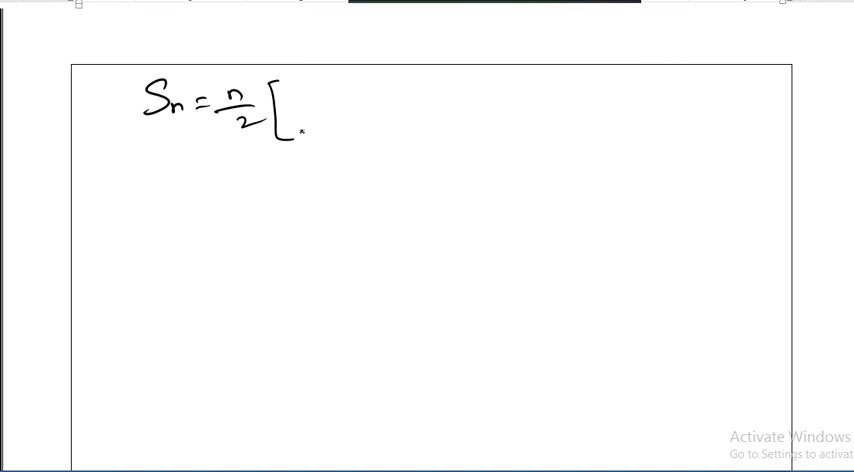 Sn = n/2 [
Activate Windows
Go to Settings to activat